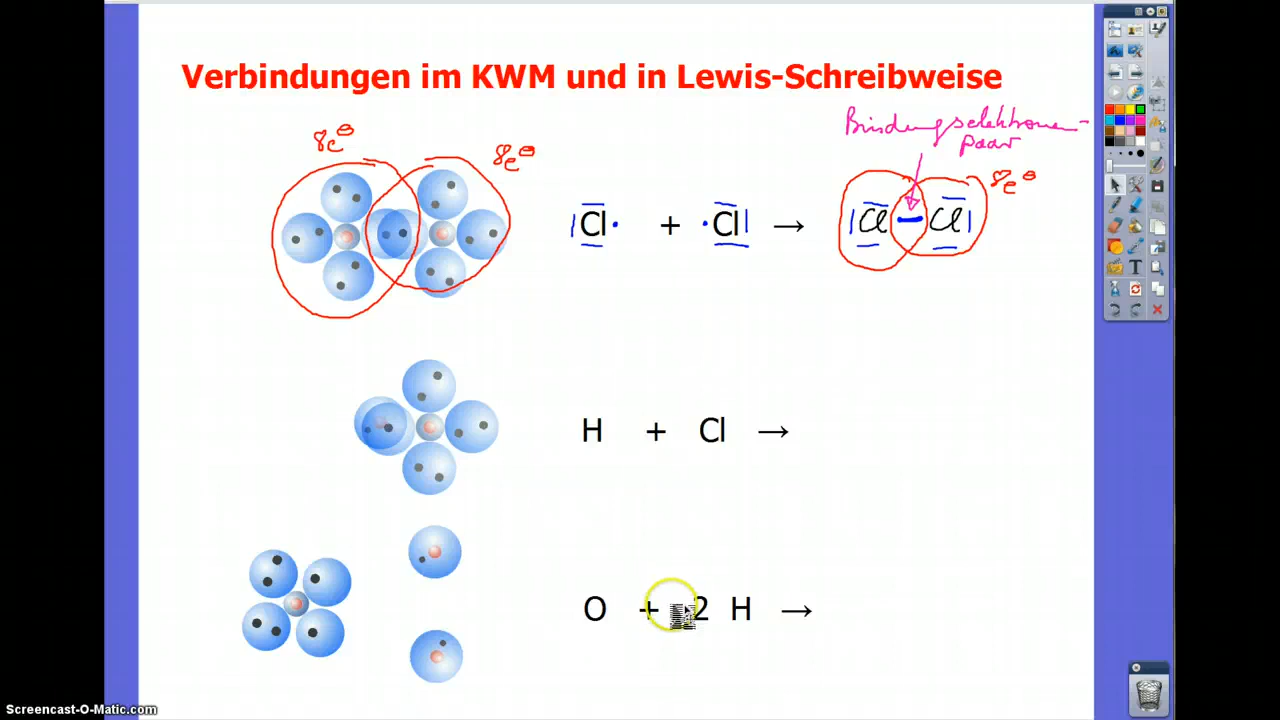 Verbindungen im KWM und in Lewis-Schreibweise
Bindungselektronen-
paar
8e⊖
8e⊖
8e⊖
|Cl· + ·Cl| → |Cl — Cl|
H + Cl →
O + 2 H →
T
Screencast-O-Matic.com